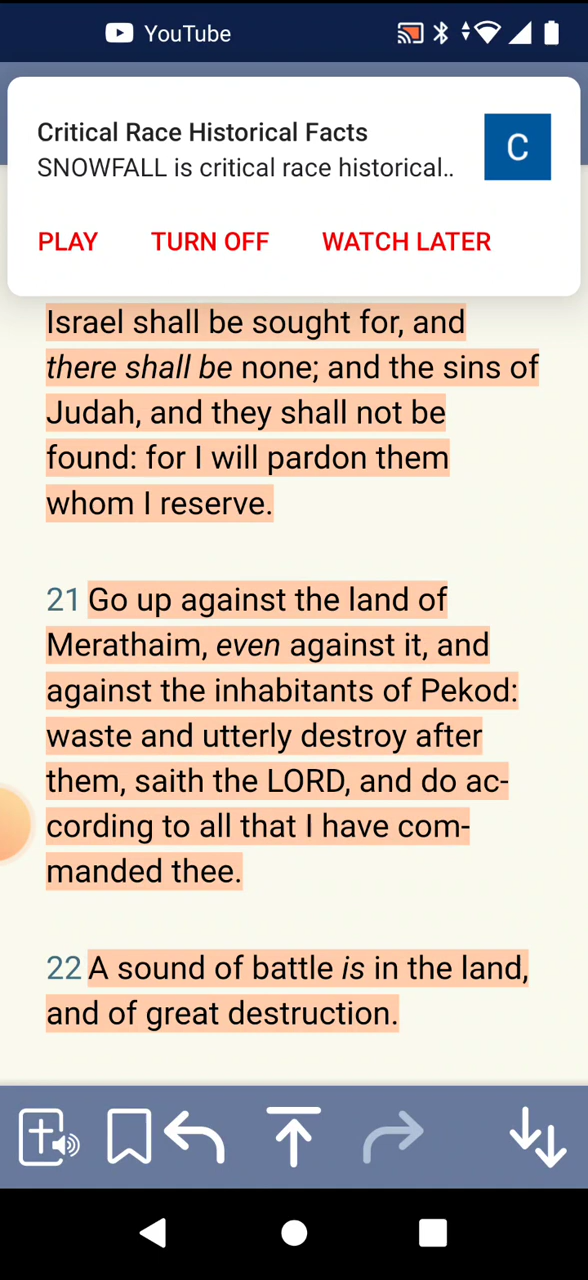 YouTube
Critical Race Historical Facts
SNOWFALL is critical race historical..
C
PLAY TURN OFF WATCH LATER
Israel shall be sought for, and
there shall be none; and the sins of
Judah, and they shall not be
found: for I will pardon them
whom I reserve.
21 Go up against the land of
Merathaim, even against it, and
against the inhabitants of Pekod:
waste and utterly destroy after
them, saith the LORD, and do ac-
cording to all that I have com-
manded thee.
22 A sound of battle is in the land,
and of great destruction.